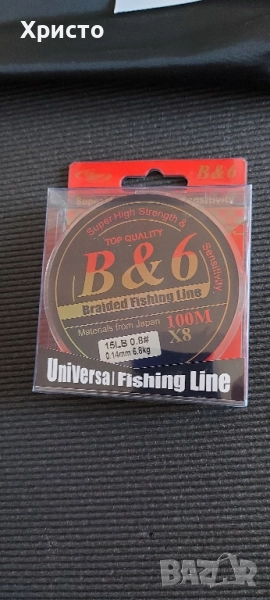 Христо
B&6
Super High Strength &
Sensitivity
TOP QUALITY
B&6
Braided Fishing Line
Materials from Japan
100M
X8
15LB 0.8#
0.14mm 6.8kg
Universal Fishing Line
BAZAR